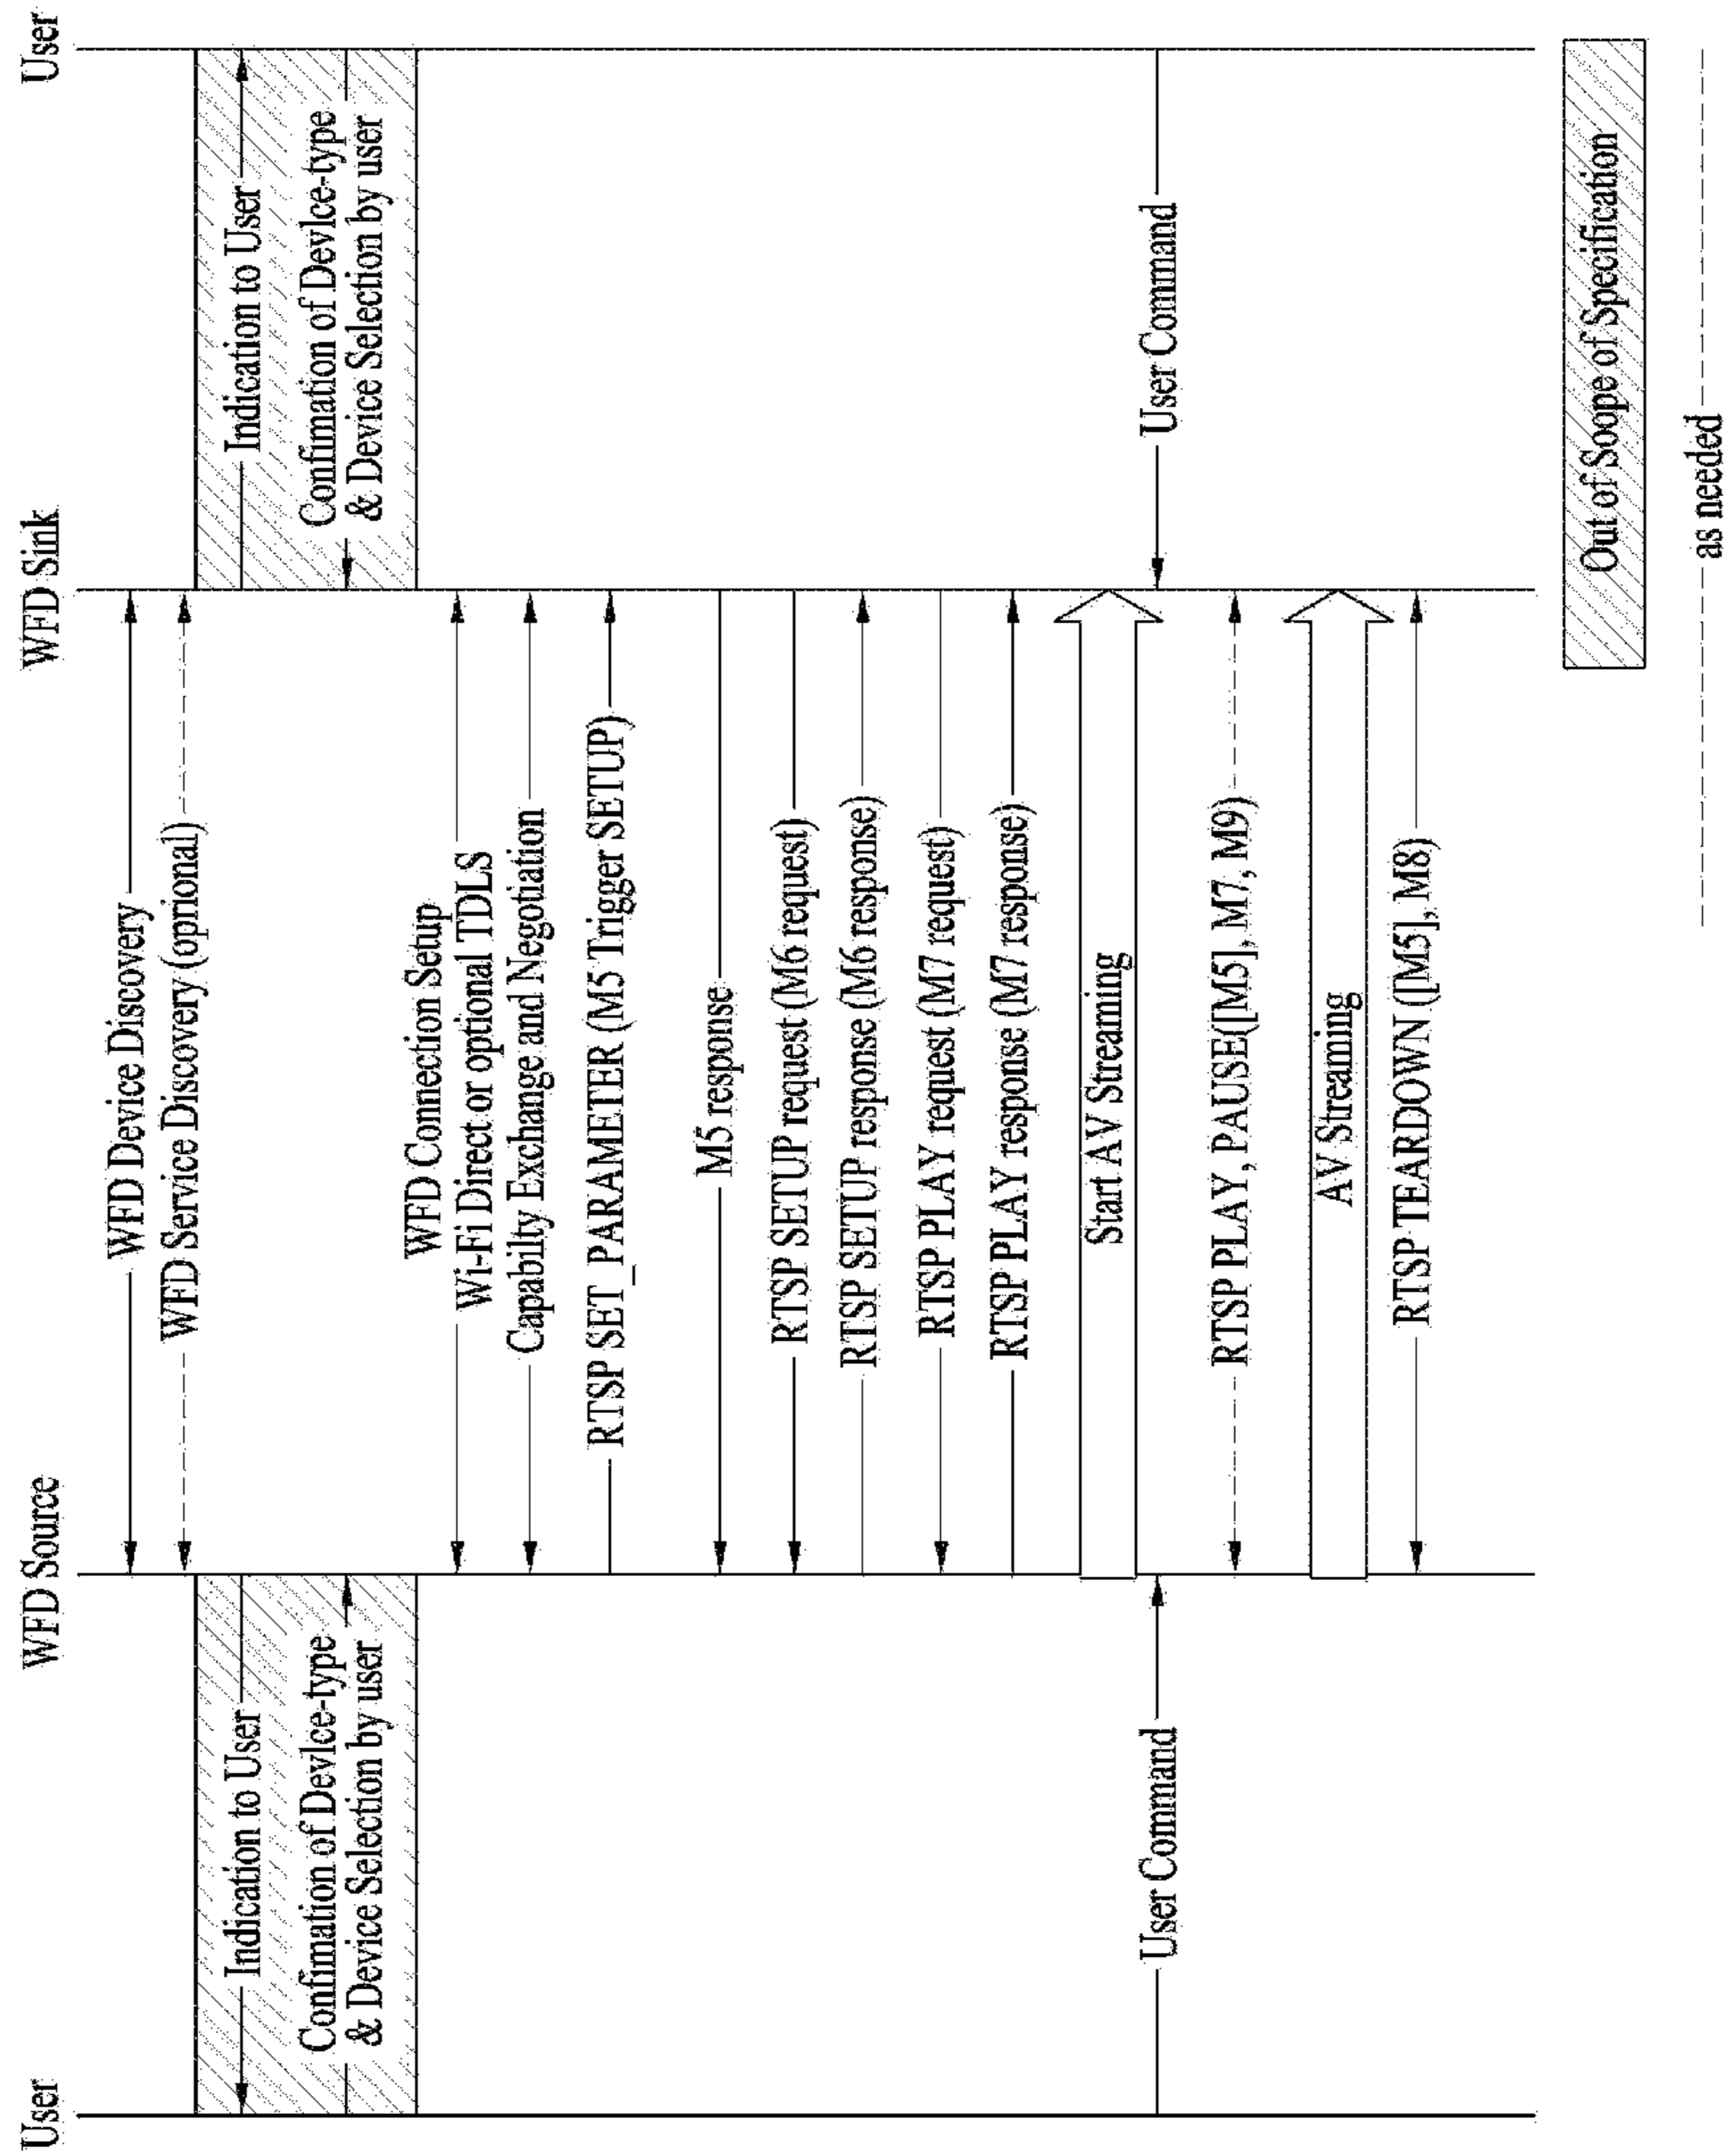 User
WFD Source
WFD Sink
User
WFD Device Discovery
WFD Service Discovery (oprional)
Indication to User
Indication to User
Confimation of Devlce-type
& Device Selection by user
Confimation of Devlce-type
& Device Selection by user
WFD Connection Setup
Wi-Fi Direct or optional TDLS
Capabilty Exchange and Negotiation
RTSP SET_PARAMETER (M5 Trigger SETUP)
M5 response
RTSP SETUP request (M6 request)
RTSP SETUP response (M6 response)
RTSP PLAY request (M7 request)
RTSP PLAY response (M7 response)
Start AV Streaming
User Command
User Command
RTSP PLAY, PAUSE([M5], M7, M9)
AV Streaming
RTSP TEARDOWN ([M5], M8)
Out of Soope of Specification
as needed